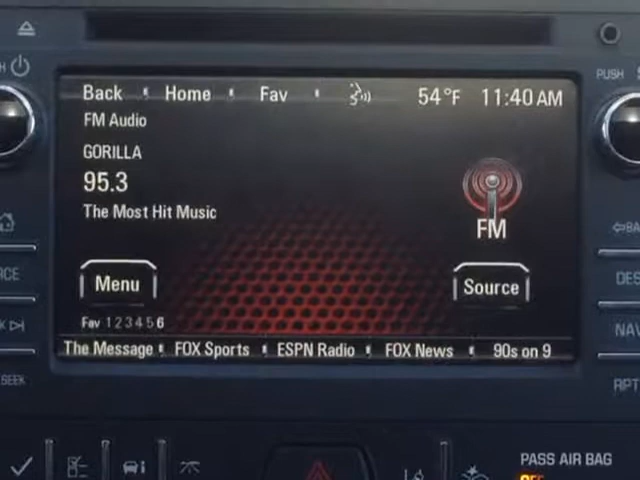 Back Home Fav 54°F 11:40 AM
FM Audio
GORILLA
95.3
The Most Hit Music
FM
Menu
Source
Fav 1 2 3 4 5 6
The Message FOX Sports ESPN Radio FOX News 90s on 9
PUSH
SEEK
RPT
PASS AIR BAG